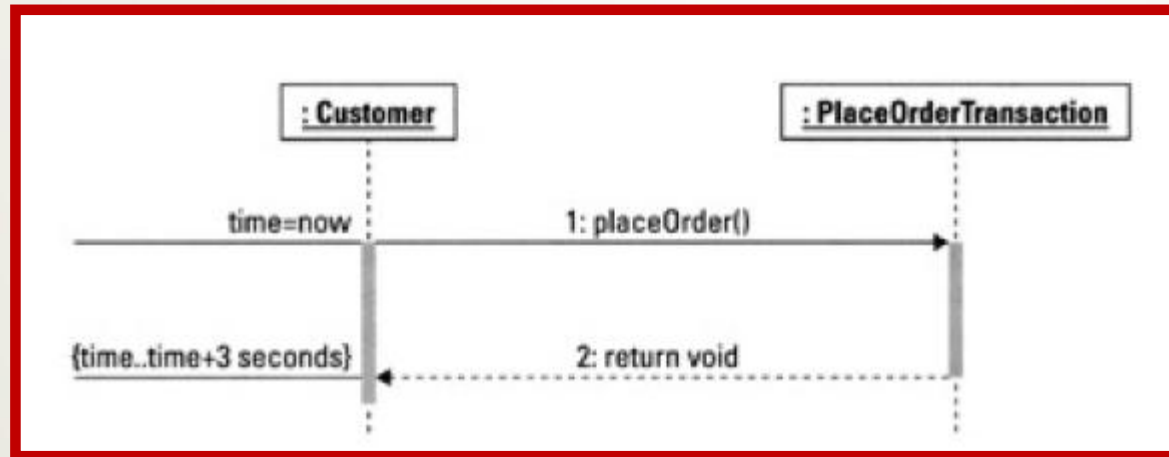 : Customer
: PlaceOrderTransaction
time=now
1: placeOrder()
{time..time+3 seconds}
2: return void